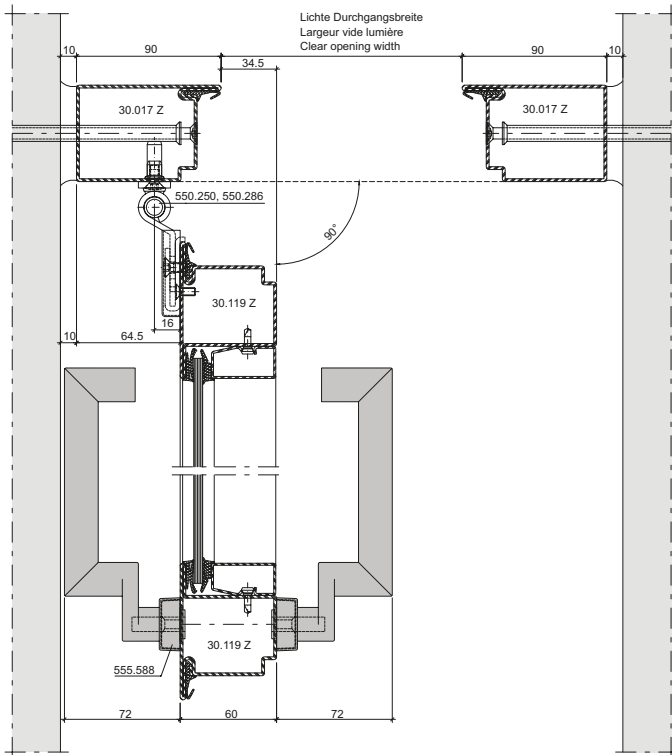 Lichte Durchgangsbreite
Largeur vide lumière
Clear opening width
10
90
90
10
34.5
30.017 Z
30.017 Z
550.250, 550.286
90°
30.119 Z
16
10
64.5
30.119 Z
555.588
72
60
72